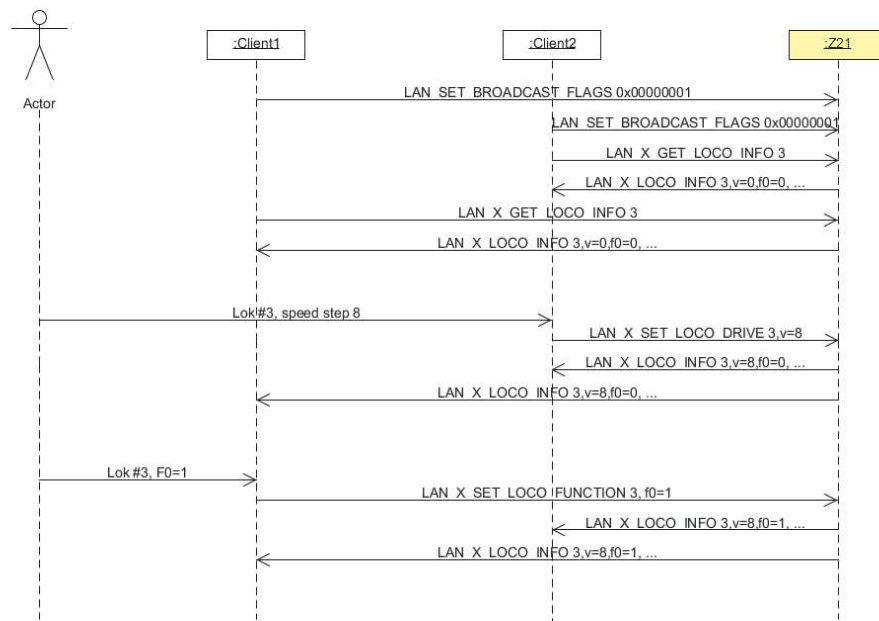 :Client1
:Client2
:Z21
Actor
LAN_SET_BROADCAST_FLAGS 0x00000001
LAN_SET_BROADCAST_FLAGS 0x00000001
LAN_X_GET_LOCO_INFO 3
LAN_X_LOCO_INFO 3,v=0,f0=0, ...
LAN_X_GET_LOCO_INFO 3
LAN_X_LOCO_INFO 3,v=0,f0=0, ...
Lok #3, speed step 8
LAN_X_SET_LOCO_DRIVE 3,v=8
LAN_X_LOCO_INFO 3,v=8,f0=0, ...
LAN_X_LOCO_INFO 3,v=8,f0=0, ...
Lok #3, F0=1
LAN_X_SET_LOCO_FUNCTION 3, f0=1
LAN_X_LOCO_INFO 3,v=8,f0=1, ...
LAN_X_LOCO_INFO 3,v=8,f0=1, ...